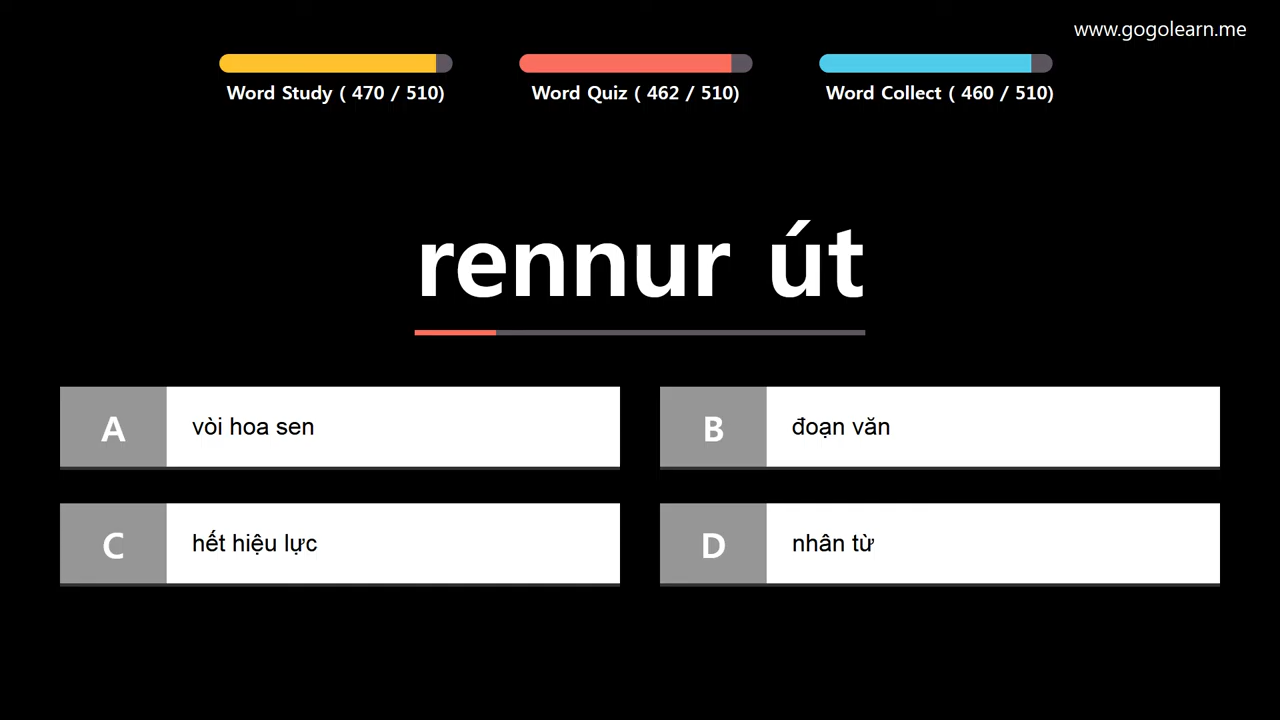 www.gogolearn.me
Word Study ( 470 / 510)
Word Quiz ( 462 / 510)
Word Collect ( 460 / 510)
rennur út
A
vòi hoa sen
B
đoạn văn
C
hết hiệu lực
D
nhân từ